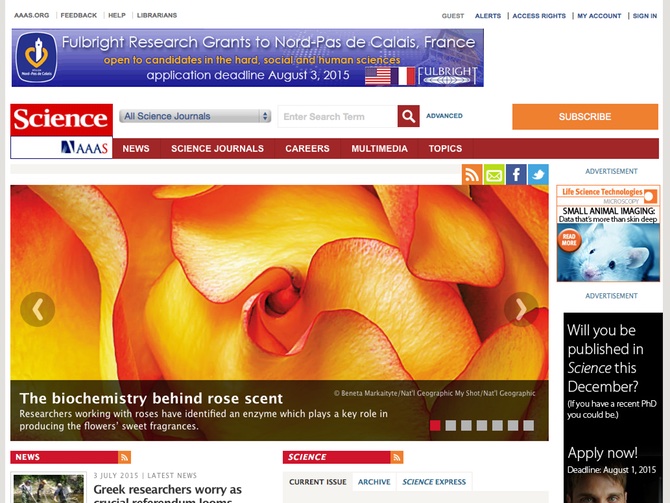 AAAS.ORG FEEDBACK HELP LIBRARIANS
GUEST ALERTS ACCESS RIGHTS MY ACCOUNT SIGN IN
Fulbright Research Grants to Nord-Pas de Calais, France
open to candidates in the hard, social and human sciences
application deadline August 3, 2015
FULBRIGHT
Science
All Science Journals
Enter Search Term
ADVANCED
SUBSCRIBE
AAAS
NEWS SCIENCE JOURNALS CAREERS MULTIMEDIA TOPICS
ADVERTISEMENT
Life Science Technologies
MICROSCOPY
SMALL ANIMAL IMAGING:
Data that's more than skin deep
READ
MORE
ADVERTISEMENT
Will you be
published in
Science this
December?
(If you have a recent PhD
you could be.)
Apply now!
Deadline: August 1, 2015
The biochemistry behind rose scent
© Beneta Markaityte/Nat'l Geographic My Shot/Nat'l Geographic
Researchers working with roses have identified an enzyme which plays a key role in
producing the flowers' sweet fragrances.
NEWS
3 JULY 2015 | LATEST NEWS
Greek researchers worry as
crucial referendum looms
SCIENCE
CURRENT ISSUE ARCHIVE SCIENCE EXPRESS